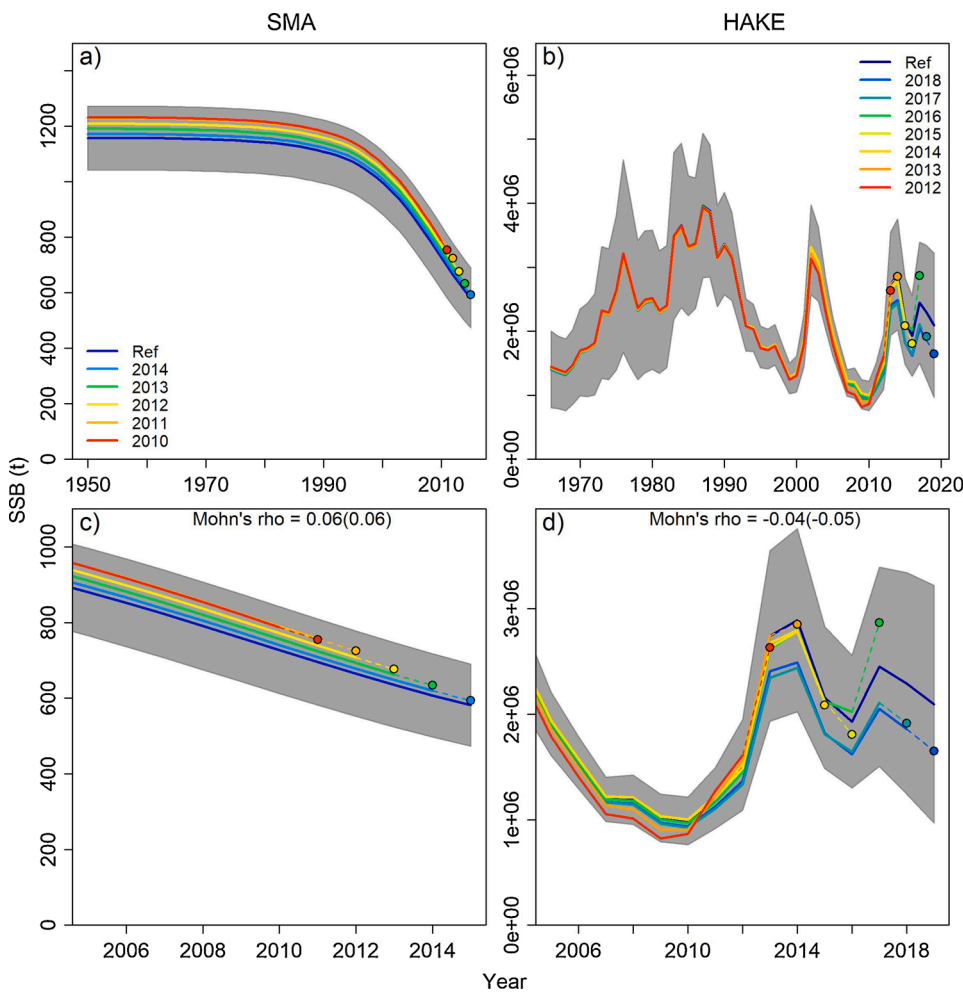 SMA
HAKE
SSB (t)
a)
0
200
400
600
800
1200
1950
1970
1990
2010
Ref
2014
2013
2012
2011
2010
b)
0e+00
2e+06
4e+06
6e+06
1970
1980
1990
2000
2010
2020
Ref
2018
2017
2016
2015
2014
2013
2012
c)
Mohn's rho = 0.06(0.06)
0
200
400
600
800
1000
2006
2008
2010
2012
2014
d)
Mohn's rho = -0.04(-0.05)
0e+00
1e+06
2e+06
3e+06
2006
2010
2014
2018
Year